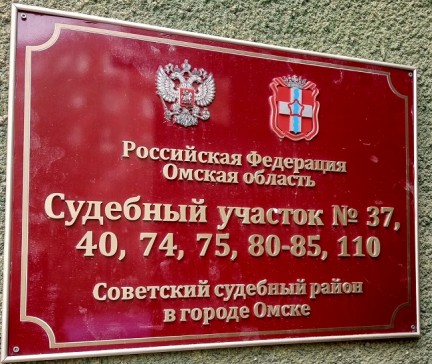 Российская Федерация
Омская область
Судебный участок № 37,
40, 74, 75, 80-85, 110
Советский судебный район
в городе Омске